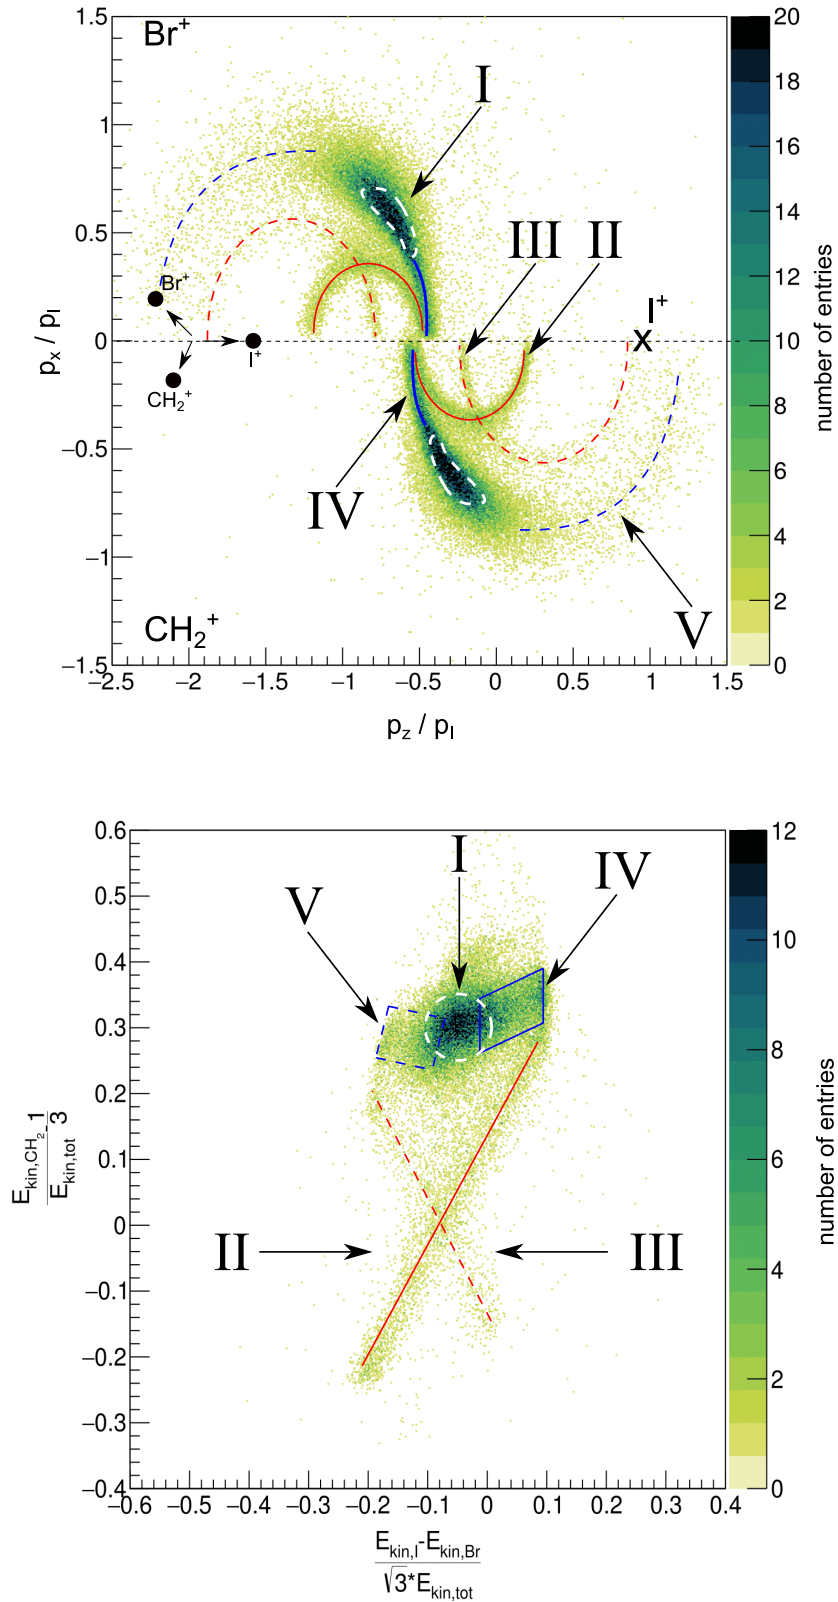 1.5
Br⁺
I
1
0.5
III
II
Br⁺
I⁺
I⁺
X
0
CH₂⁺
−0.5
IV
−1
V
CH₂⁺
−1.5
−2.5 −2 −1.5 −1 −0.5 0 0.5 1 1.5
p_z / p_I
p_x / p_I
20
18
16
14
12
10
8
6
4
2
0
number of entries
0.6
I
IV
0.5
V
0.4
0.3
0.2
0.1
0
II
III
−0.1
−0.2
−0.3
−0.4
−0.6 −0.5 −0.4 −0.3 −0.2 −0.1 0 0.1 0.2 0.3 0.4
E_kin,I-E_kin,Br
√3*E_kin,tot
E_kin,CH₂ - 1
E_kin,tot 3
12
10
8
6
4
2
0
number of entries